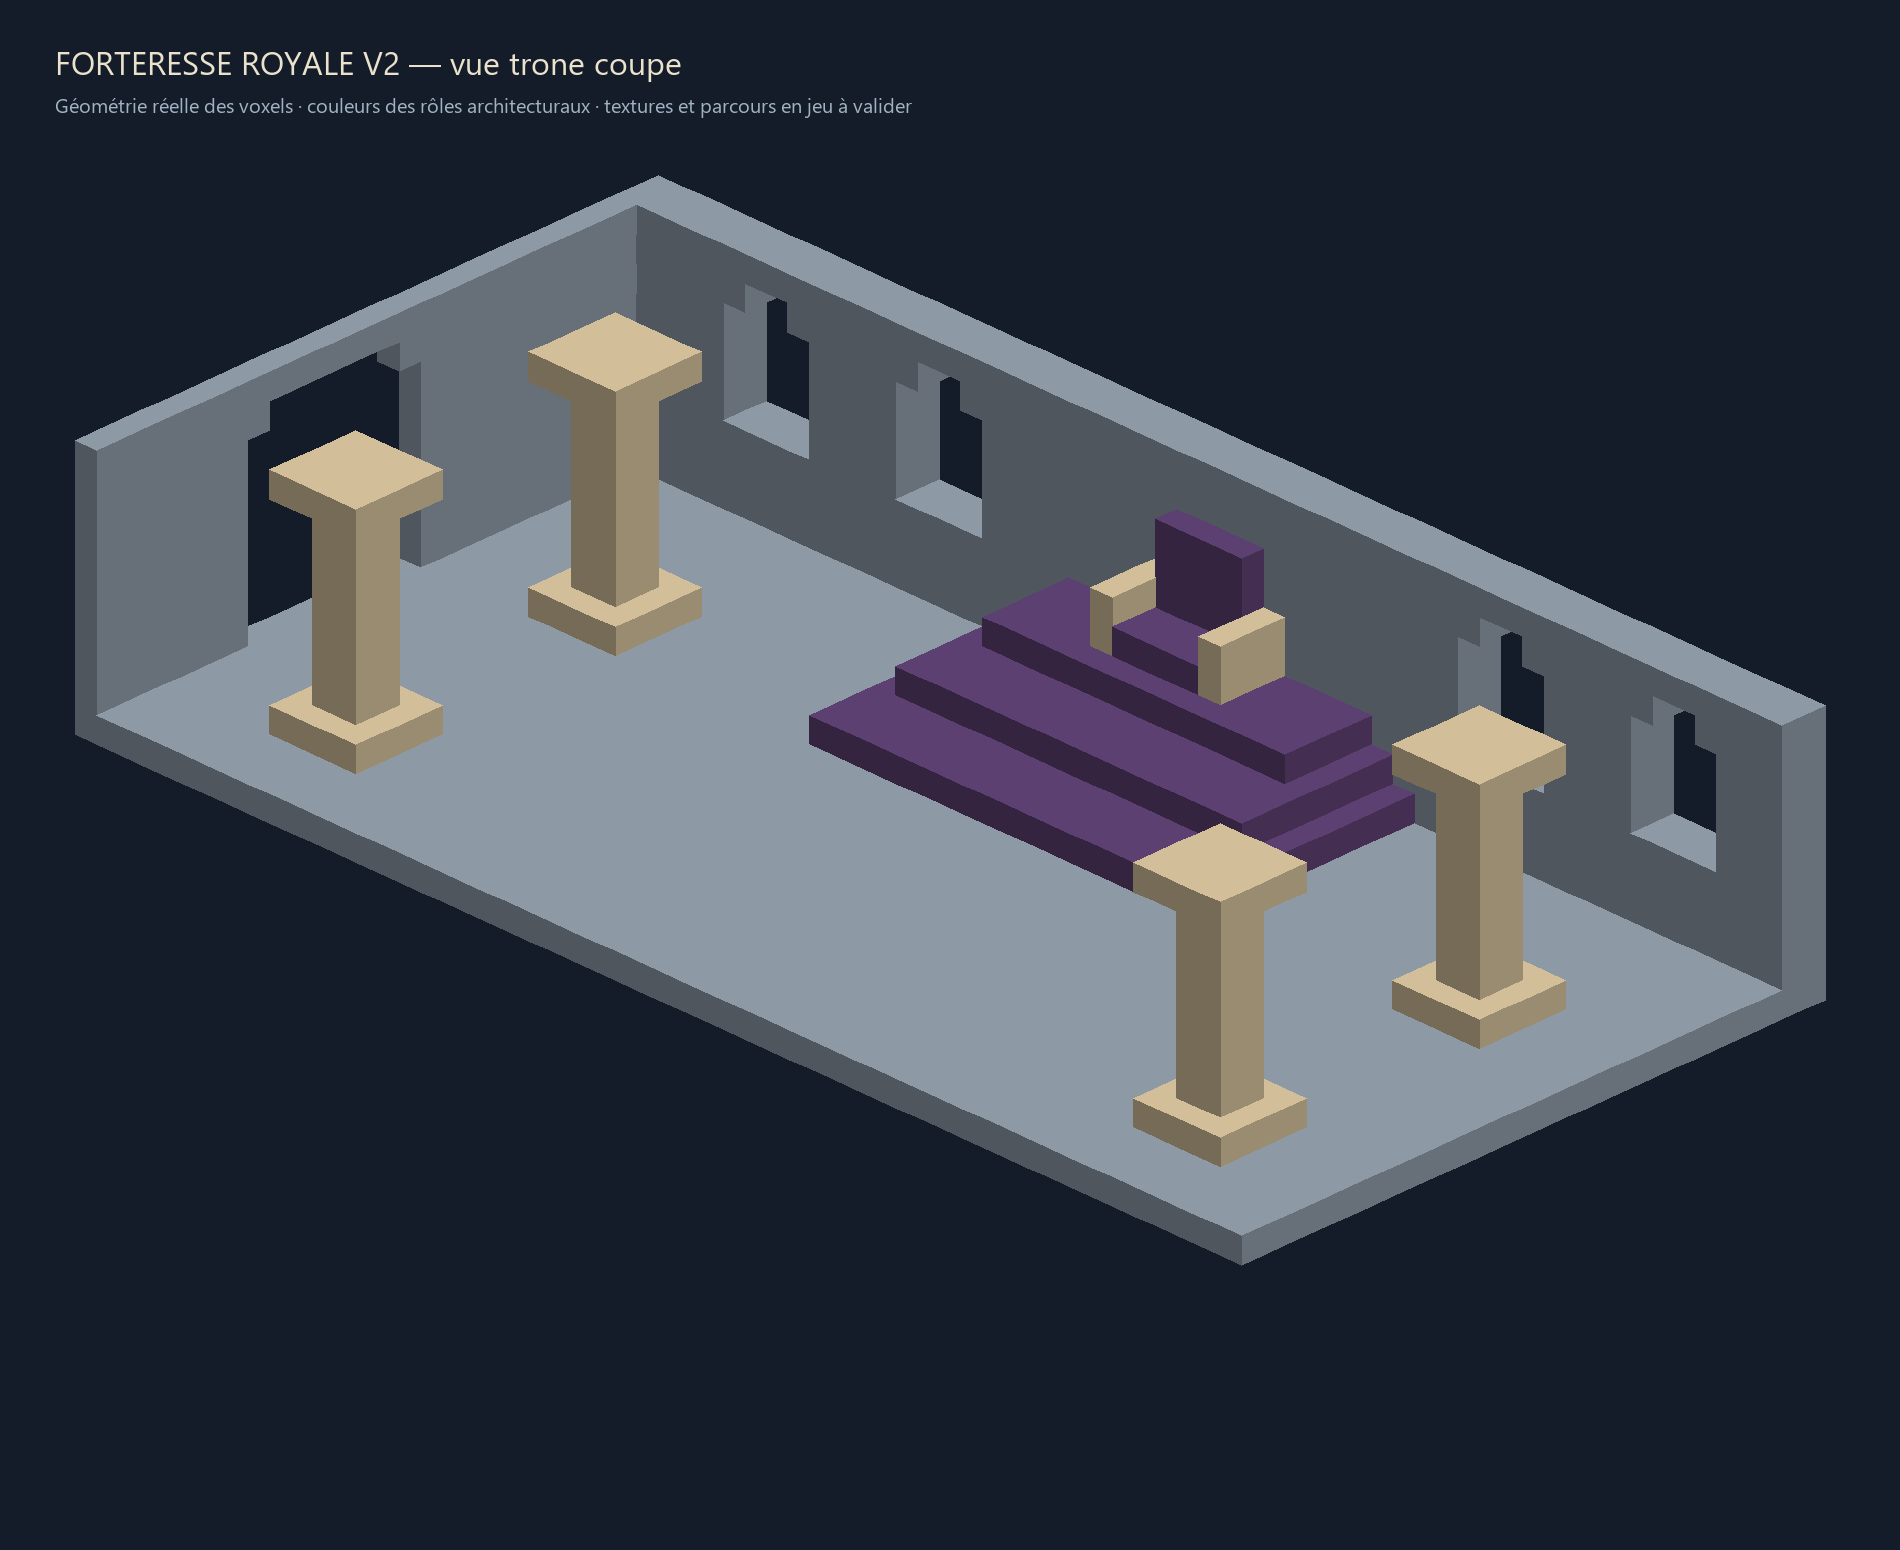 FORTERESSE ROYALE V2 — vue trone coupe
Géométrie réelle des voxels · couleurs des rôles architecturaux · textures et parcours en jeu à valider